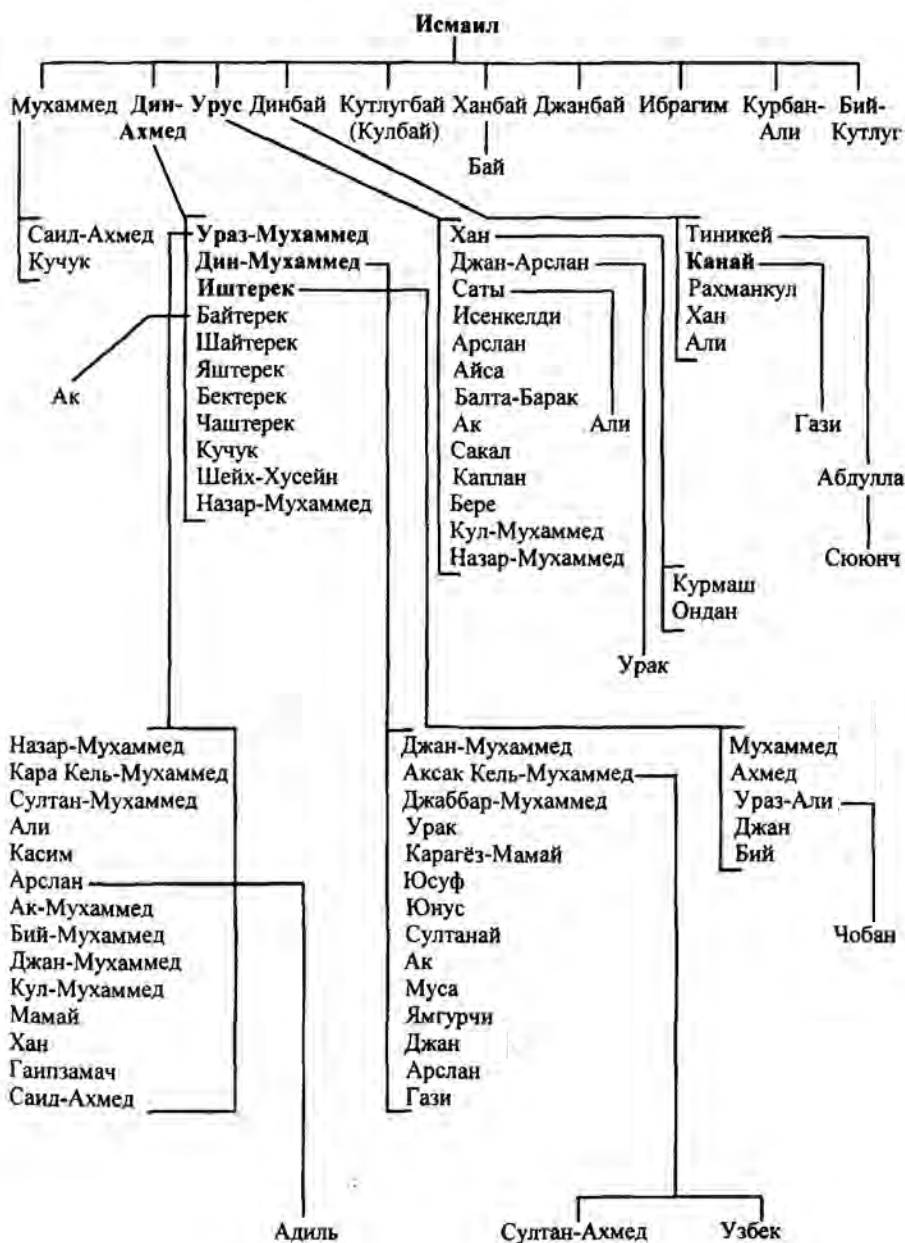 Исмаил
Мухаммед Дин- Урус Динбай Кутлугбай Ханбай Джанбай Ибрагим Курбан- Бий-
Ахмед (Кулбай) Али Кутлуг
Бай
Саид-Ахмед
Кучук
Ураз-Мухаммед
Дин-Мухаммед
Иштерек
Байтерек
Шайтерек
Яштерек
Бектерек
Чаштерек
Кучук
Шейх-Хусейн
Назар-Мухаммед
Ак
Хан
Джан-Арслан
Саты
Исенкелди
Арслан
Айса
Балта-Барак
Ак
Сакал
Каплан
Бере
Кул-Мухаммед
Назар-Мухаммед
Али
Тиникей
Канай
Рахманкул
Хан
Али
Гази
Абдулла
Сююнч
Курмаш
Ондан
Урак
Назар-Мухаммед
Кара Кель-Мухаммед
Султан-Мухаммед
Али
Касим
Арслан
Ак-Мухаммед
Бий-Мухаммед
Джан-Мухаммед
Кул-Мухаммед
Мамай
Хан
Гаипзамач
Саид-Ахмед
Джан-Мухаммед
Аксак Кель-Мухаммед
Джаббар-Мухаммед
Урак
Карагёз-Мамай
Юсуф
Юнус
Султанай
Ак
Муса
Ямгурчи
Джан
Арслан
Гази
Мухаммед
Ахмед
Ураз-Али
Джан
Бий
Чобан
Адиль
Султан-Ахмед
Узбек